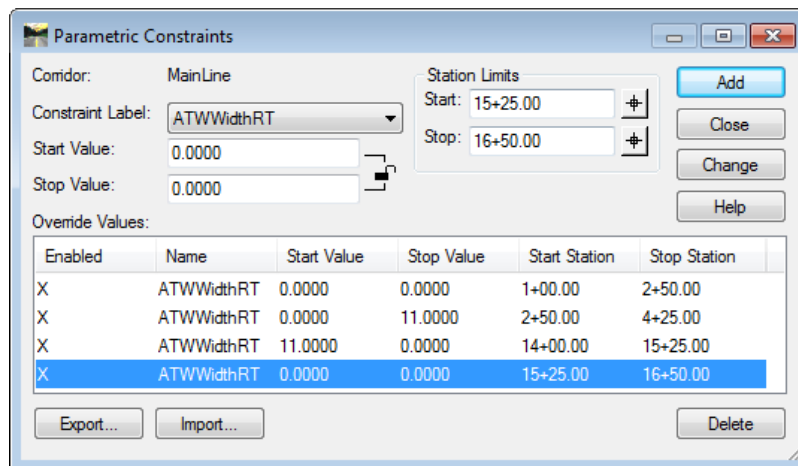 Parametric Constraints
Corridor: MainLine
Constraint Label: ATWWidthRT
Start Value: 0.0000
Stop Value: 0.0000
Station Limits
Start: 15+25.00
Stop: 16+50.00
Add
Close
Change
Help
Override Values:
Enabled Name Start Value Stop Value Start Station Stop Station
X ATWWidthRT 0.0000 0.0000 1+00.00 2+50.00
X ATWWidthRT 0.0000 11.0000 2+50.00 4+25.00
X ATWWidthRT 11.0000 0.0000 14+00.00 15+25.00
X ATWWidthRT 0.0000 0.0000 15+25.00 16+50.00
Export... Import... Delete